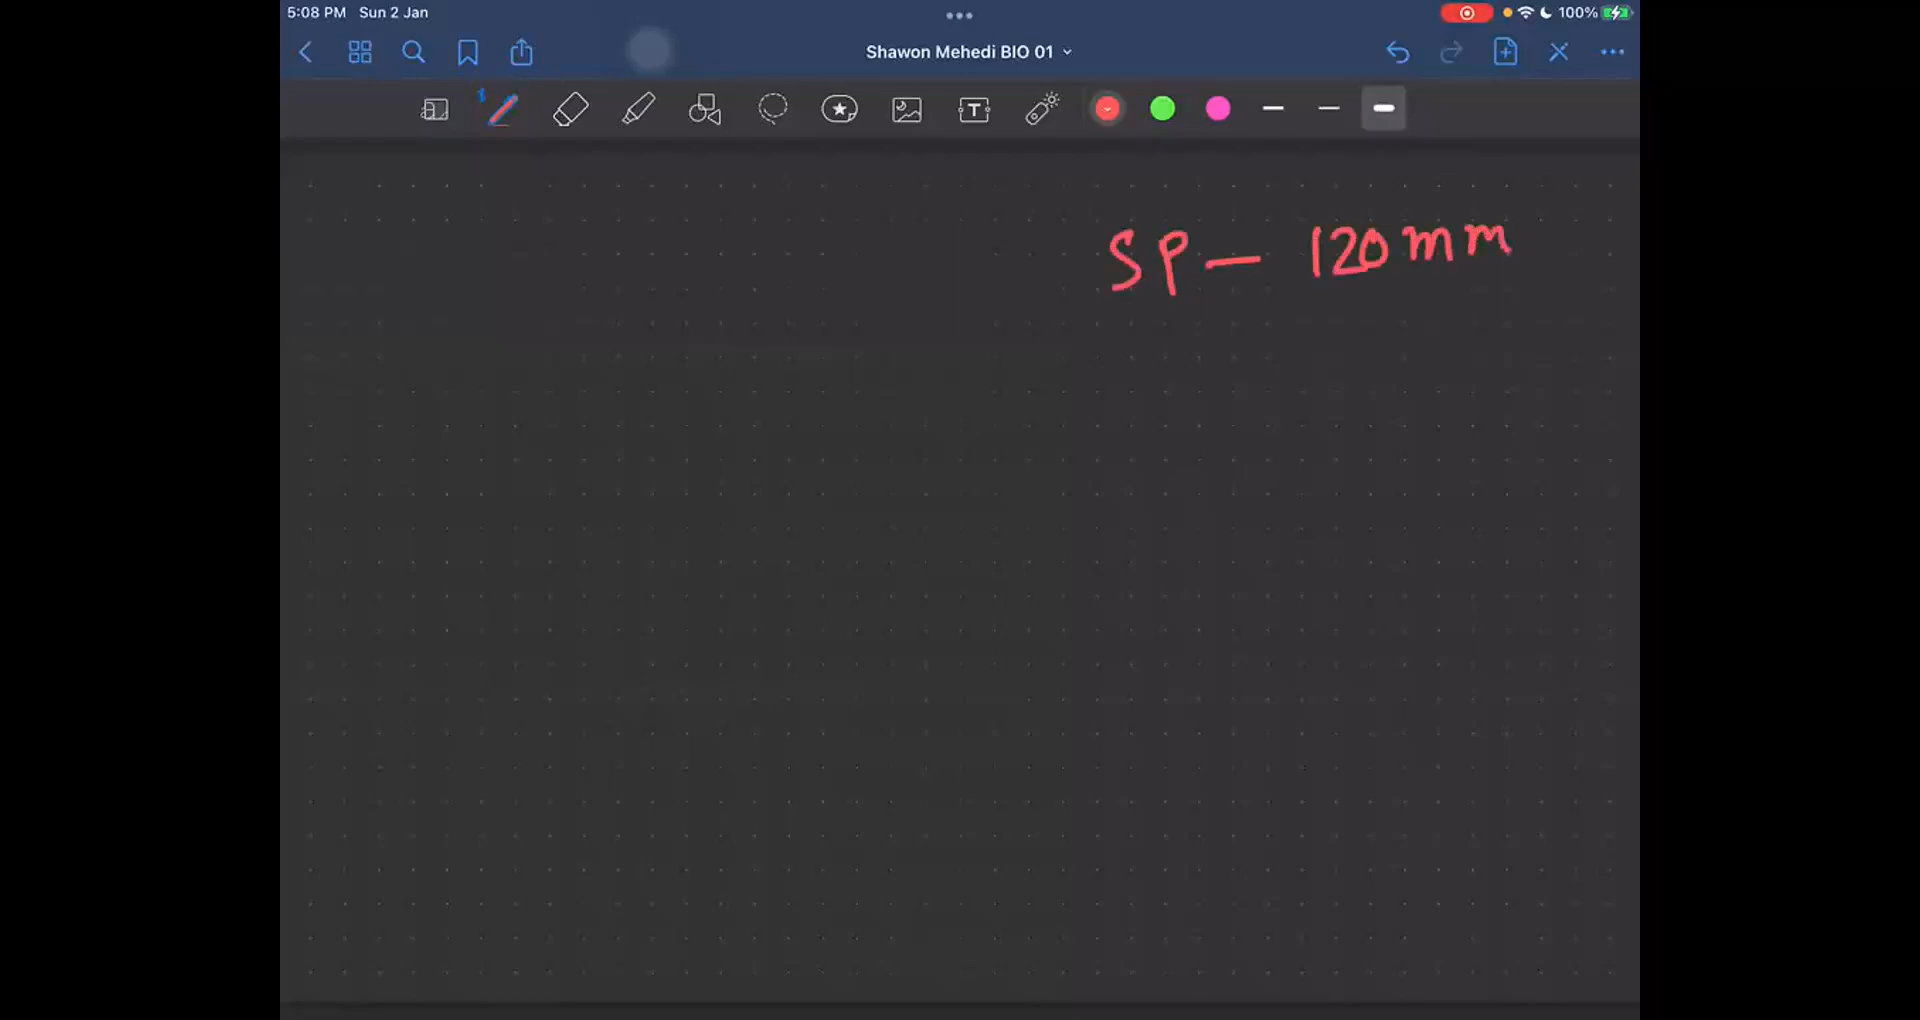 5:08 PM Sun 2 Jan
100%
Shawon Mehedi BIO 01
T
SP — 120mm